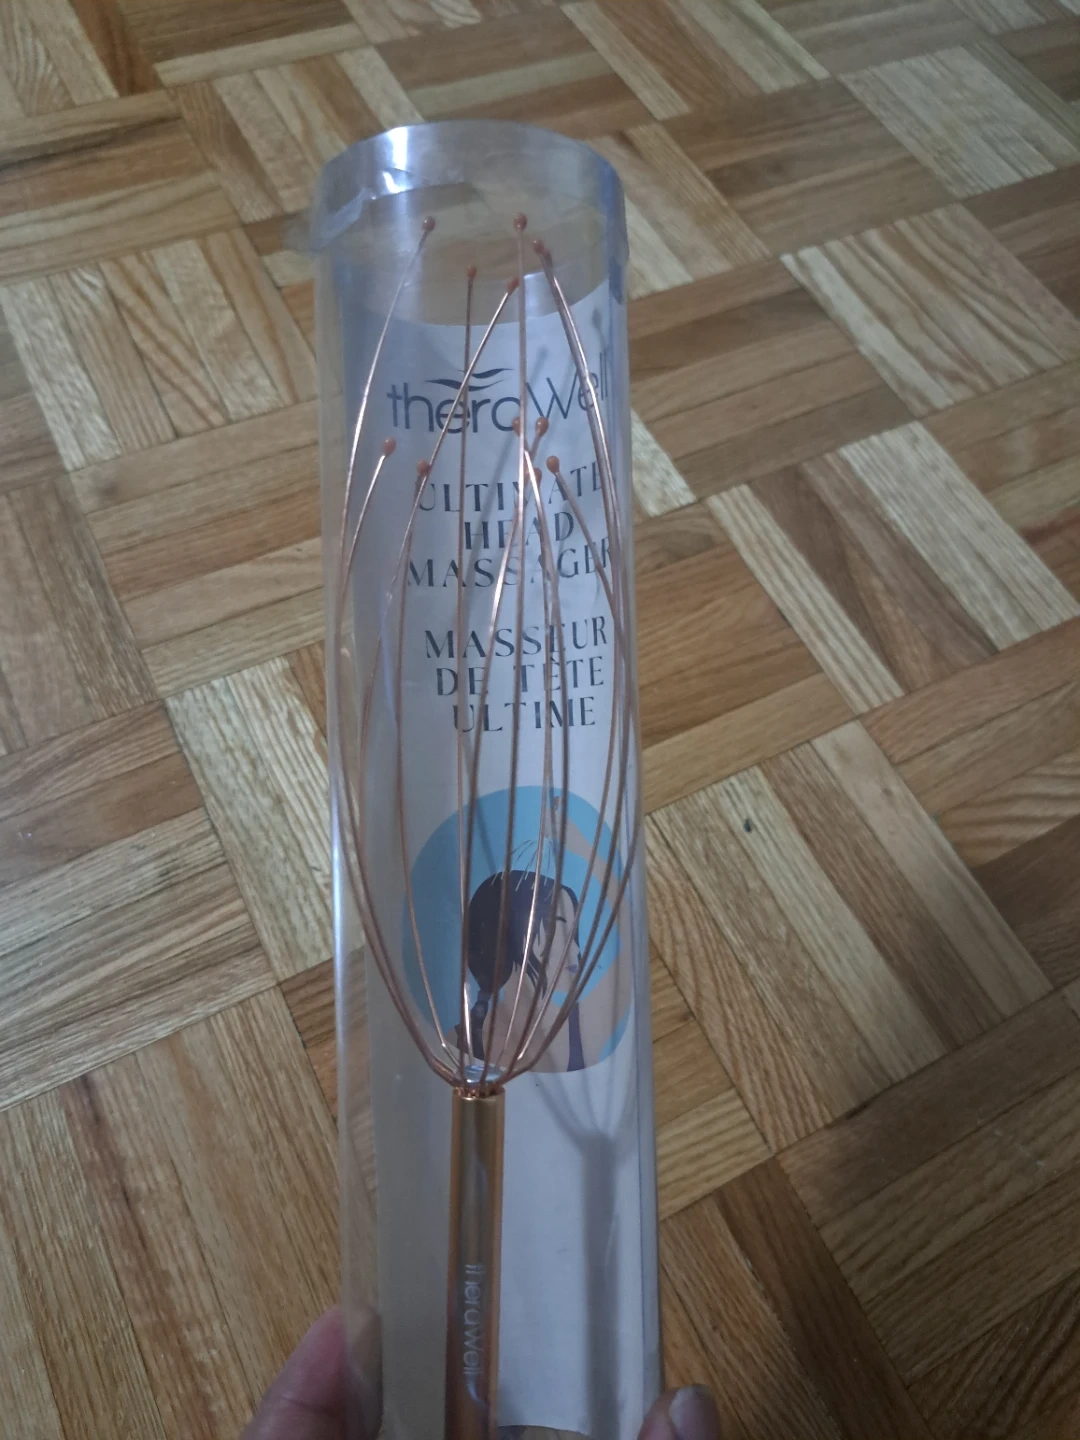 theraWell
ULTIMATE
HEAD
MASSAGER
MASSEUR
DE TÊTE
ULTIME
theraWell